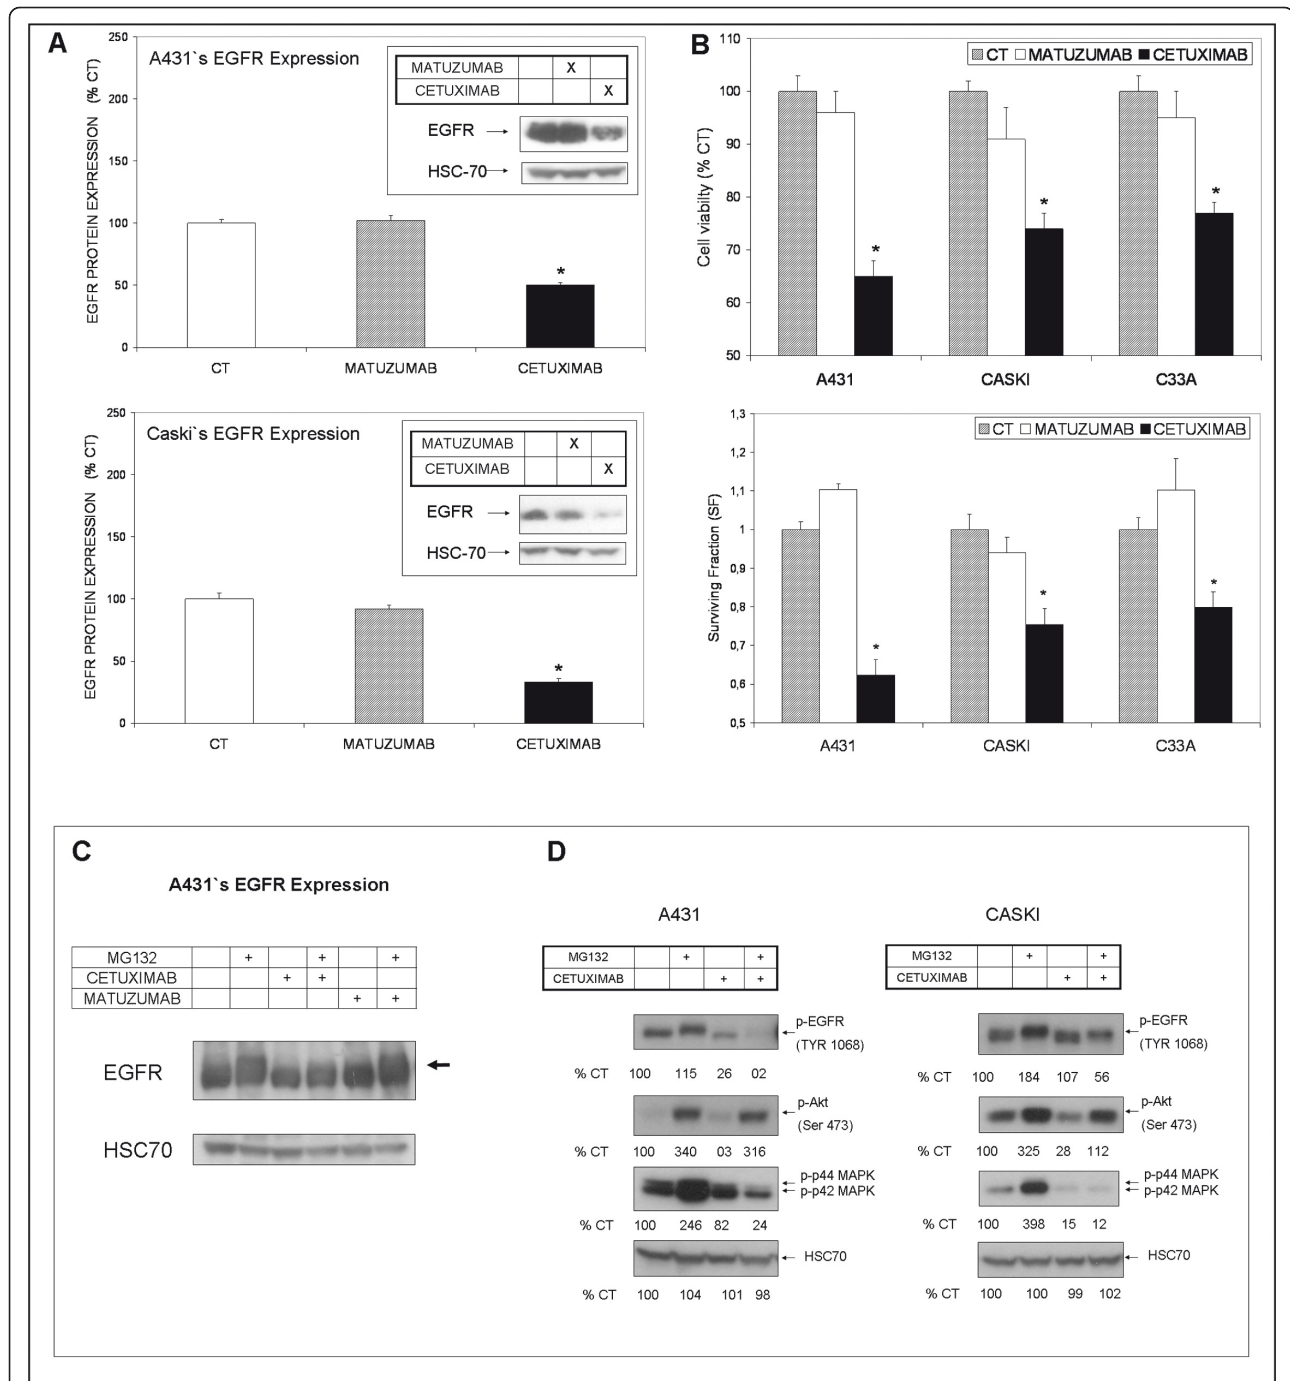 A
EGFR PROTEIN EXPRESSION (% CT)
250
200
150
100
50
0
A431`s EGFR Expression
MATUZUMAB X
CETUXIMAB X
EGFR
HSC-70
*
CT MATUZUMAB CETUXIMAB
EGFR PROTEIN EXPRESSION (% CT)
250
200
150
100
50
0
Caski`s EGFR Expression
MATUZUMAB X
CETUXIMAB X
EGFR
HSC-70
*
CT MATUZUMAB CETUXIMAB
B
Cell viabilty (% CT)
110
100
90
80
70
60
50
CT MATUZUMAB CETUXIMAB
* * *
A431 CASKI C33A
Surviving Fraction (SF)
1,3
1,2
1,1
1
0,9
0,8
0,7
0,6
0,5
CT MATUZUMAB CETUXIMAB
* * *
A431 CASKI C33A
C
A431`s EGFR Expression
MG132 + + +
CETUXIMAB + +
MATUZUMAB + +
EGFR
HSC70
D
A431
MG132 + +
CETUXIMAB + +
p-EGFR
(TYR 1068)
% CT 100 115 26 02
p-Akt
(Ser 473)
% CT 100 340 03 316
p-p44 MAPK
p-p42 MAPK
% CT 100 246 82 24
HSC70
% CT 100 104 101 98
CASKI
MG132 + +
CETUXIMAB + +
p-EGFR
(TYR 1068)
% CT 100 184 107 56
p-Akt
(Ser 473)
% CT 100 325 28 112
p-p44 MAPK
p-p42 MAPK
% CT 100 398 15 12
HSC70
% CT 100 100 99 102